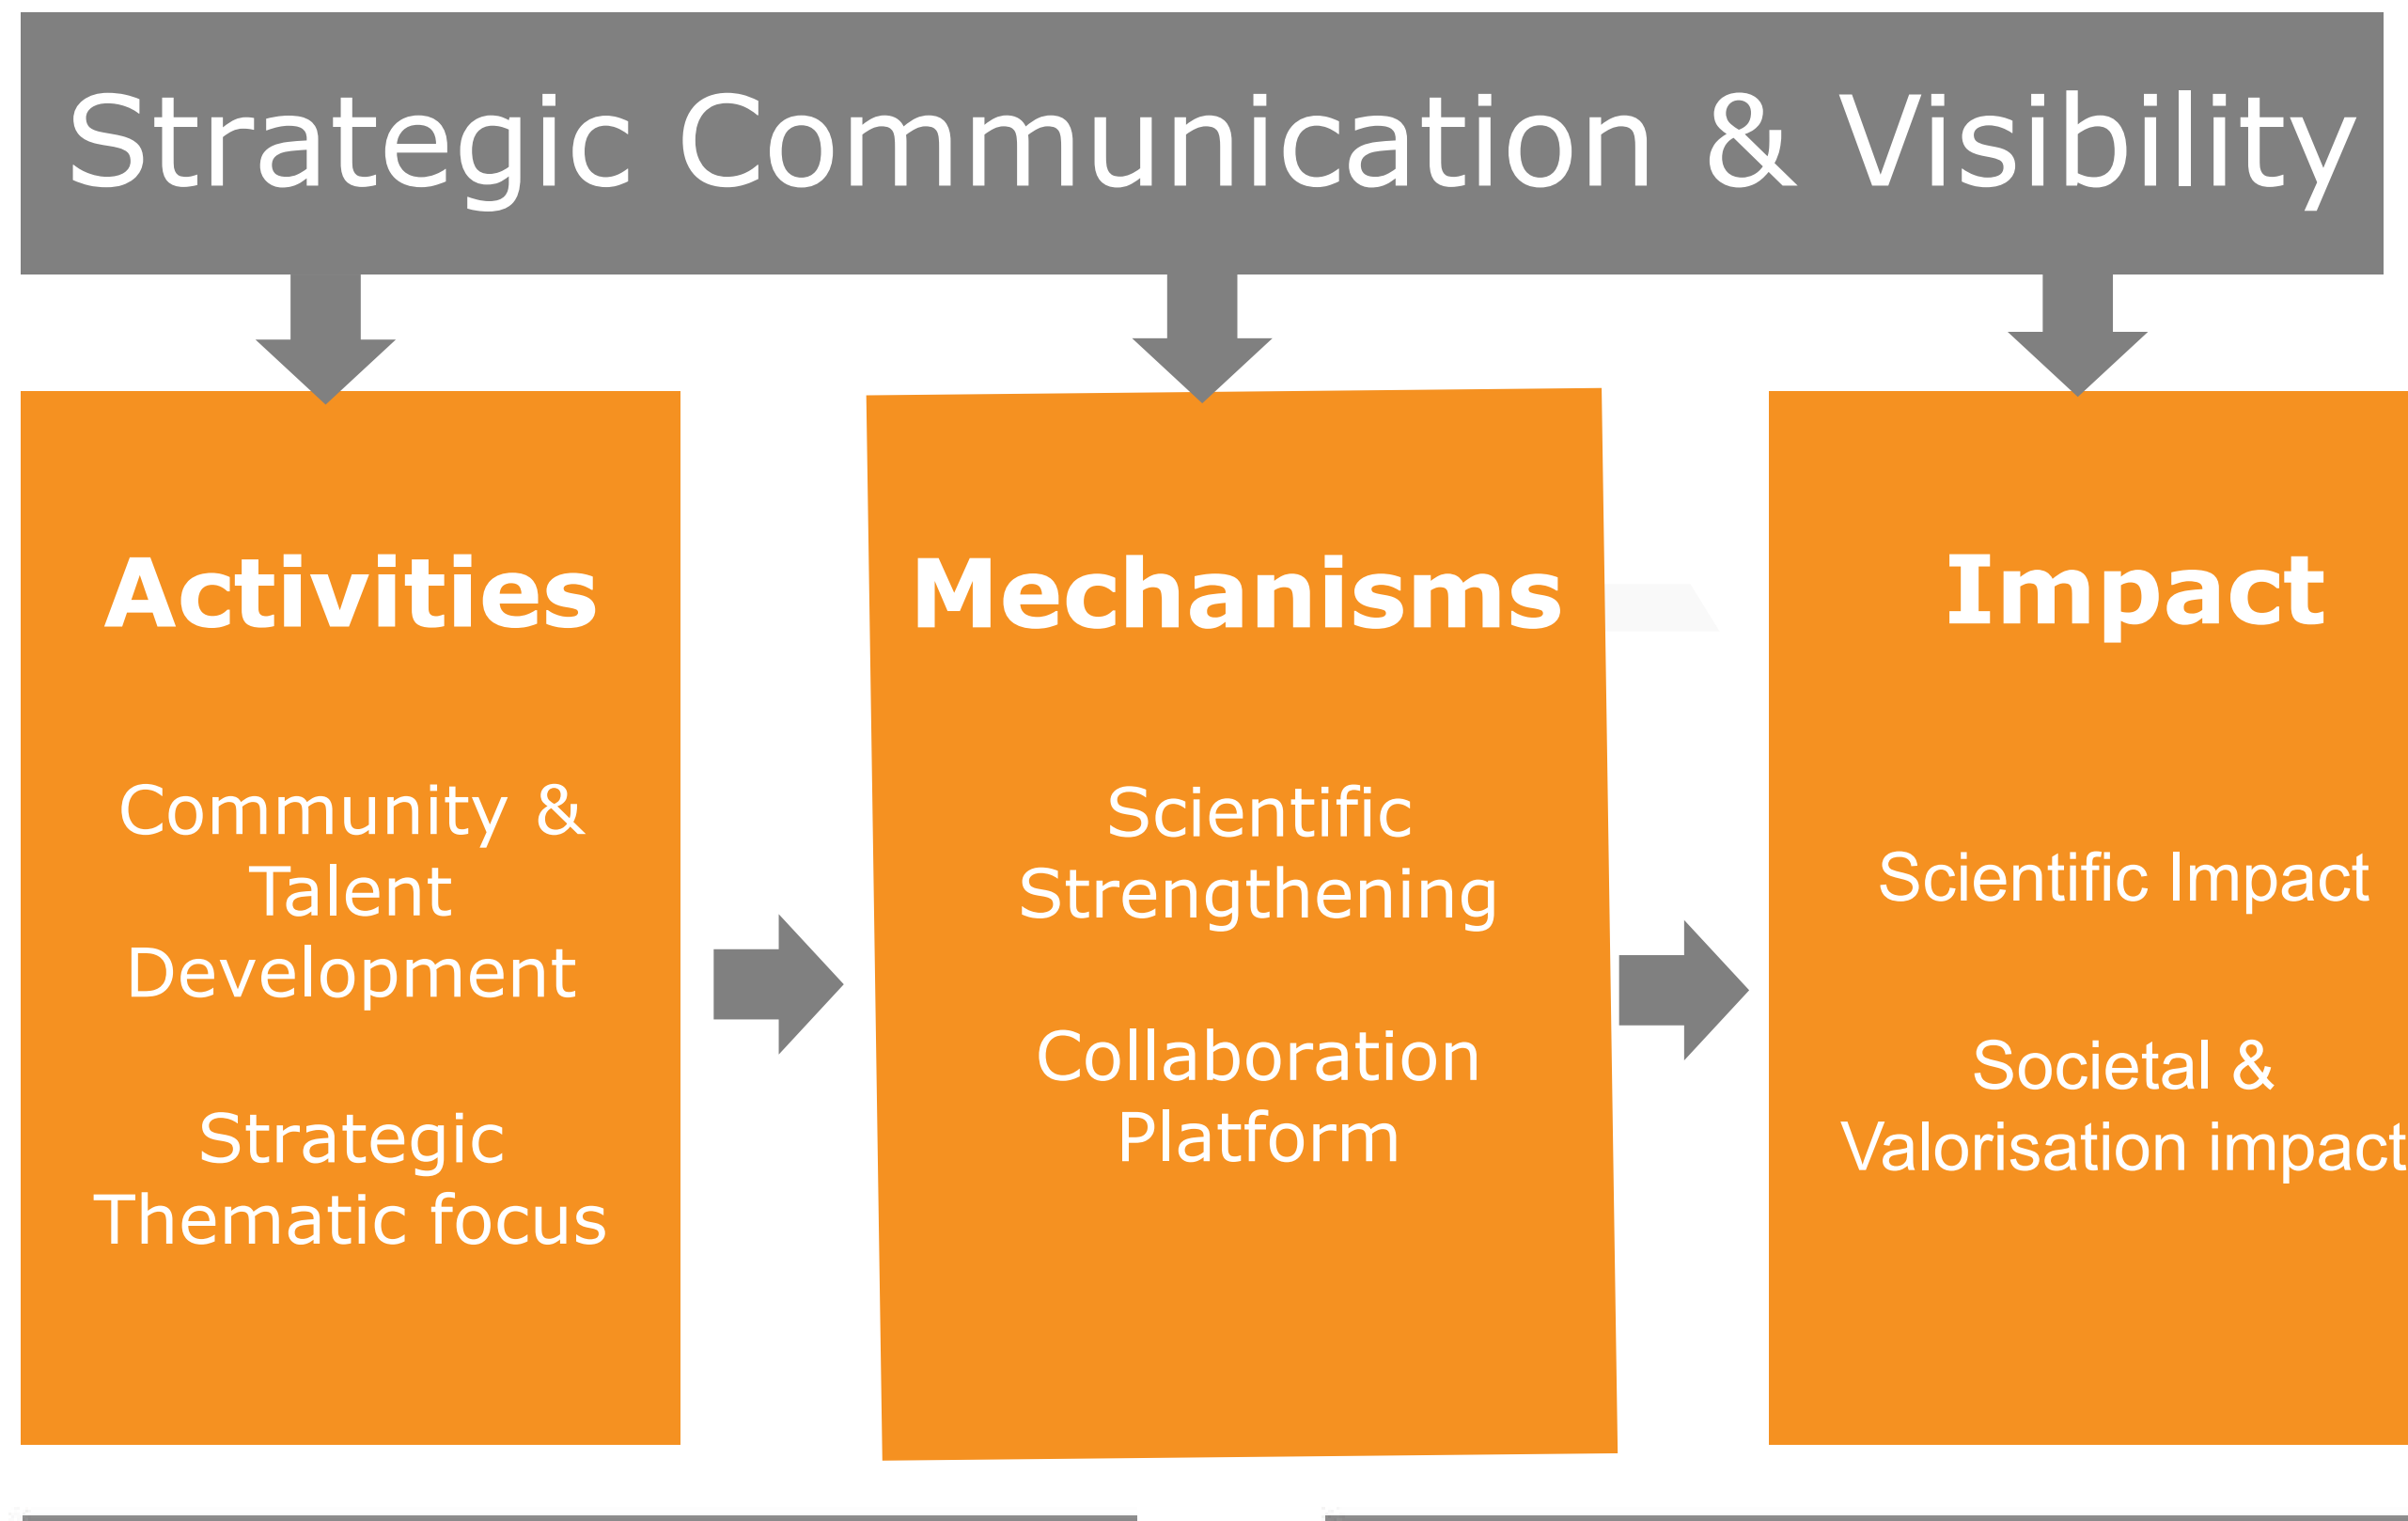 Strategic Communication & Visibility
Activities
Community &
Talent
Development
Strategic
Thematic focus
Mechanisms
Scientific
Strengthening
Collaboration
Platform
Impact
Scientific Impact
Societal &
Valorisation impact